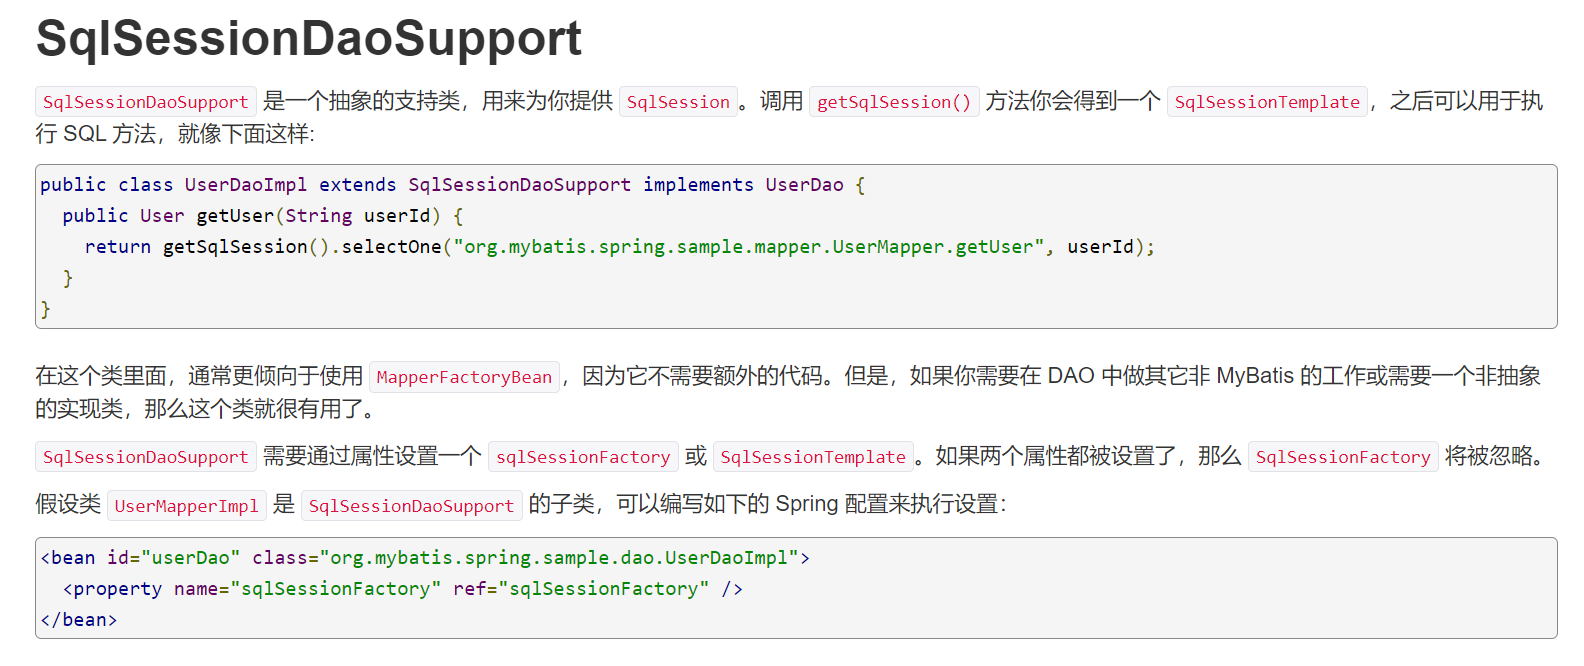 SqlSessionDaoSupport
SqlSessionDaoSupport 是一个抽象的支持类，用来为你提供 SqlSession。调用 getSqlSession() 方法你会得到一个 SqlSessionTemplate，之后可以用于执
行 SQL 方法，就像下面这样:
public class UserDaoImpl extends SqlSessionDaoSupport implements UserDao {
  public User getUser(String userId) {
    return getSqlSession().selectOne("org.mybatis.spring.sample.mapper.UserMapper.getUser", userId);
  }
}
在这个类里面，通常更倾向于使用 MapperFactoryBean，因为它不需要额外的代码。但是，如果你需要在 DAO 中做其它非 MyBatis 的工作或需要一个非抽象
的实现类，那么这个类就很有用了。
SqlSessionDaoSupport 需要通过属性设置一个 sqlSessionFactory 或 SqlSessionTemplate。如果两个属性都被设置了，那么 SqlSessionFactory 将被忽略。
假设类 UserMapperImpl 是 SqlSessionDaoSupport 的子类，可以编写如下的 Spring 配置来执行设置：
<bean id="userDao" class="org.mybatis.spring.sample.dao.UserDaoImpl">
  <property name="sqlSessionFactory" ref="sqlSessionFactory" />
</bean>